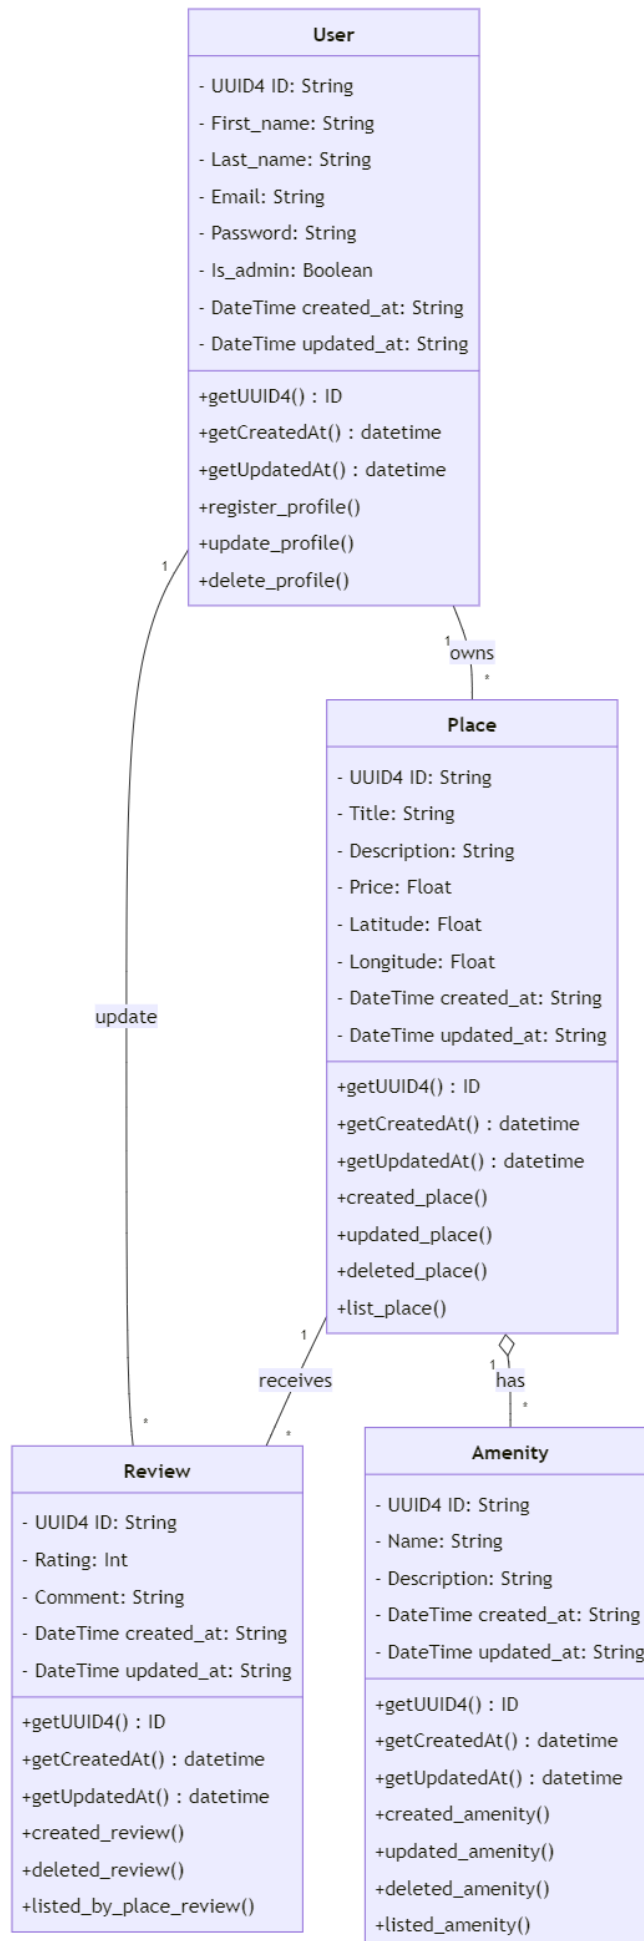 User
- UUID4 ID: String
- First_name: String
- Last_name: String
- Email: String
- Password: String
- Is_admin: Boolean
- DateTime created_at: String
- DateTime updated_at: String
+getUUID4() : ID
+getCreatedAt() : datetime
+getUpdatedAt() : datetime
+register_profile()
+update_profile()
+delete_profile()
1
1
owns
*
Place
- UUID4 ID: String
- Title: String
- Description: String
- Price: Float
- Latitude: Float
- Longitude: Float
- DateTime created_at: String
- DateTime updated_at: String
+getUUID4() : ID
+getCreatedAt() : datetime
+getUpdatedAt() : datetime
+created_place()
+updated_place()
+deleted_place()
+list_place()
update
1
receives
*
1
has
*
*
Review
- UUID4 ID: String
- Rating: Int
- Comment: String
- DateTime created_at: String
- DateTime updated_at: String
+getUUID4() : ID
+getCreatedAt() : datetime
+getUpdatedAt() : datetime
+created_review()
+deleted_review()
+listed_by_place_review()
Amenity
- UUID4 ID: String
- Name: String
- Description: String
- DateTime created_at: String
- DateTime updated_at: String
+getUUID4() : ID
+getCreatedAt() : datetime
+getUpdatedAt() : datetime
+created_amenity()
+updated_amenity()
+deleted_amenity()
+listed_amenity()